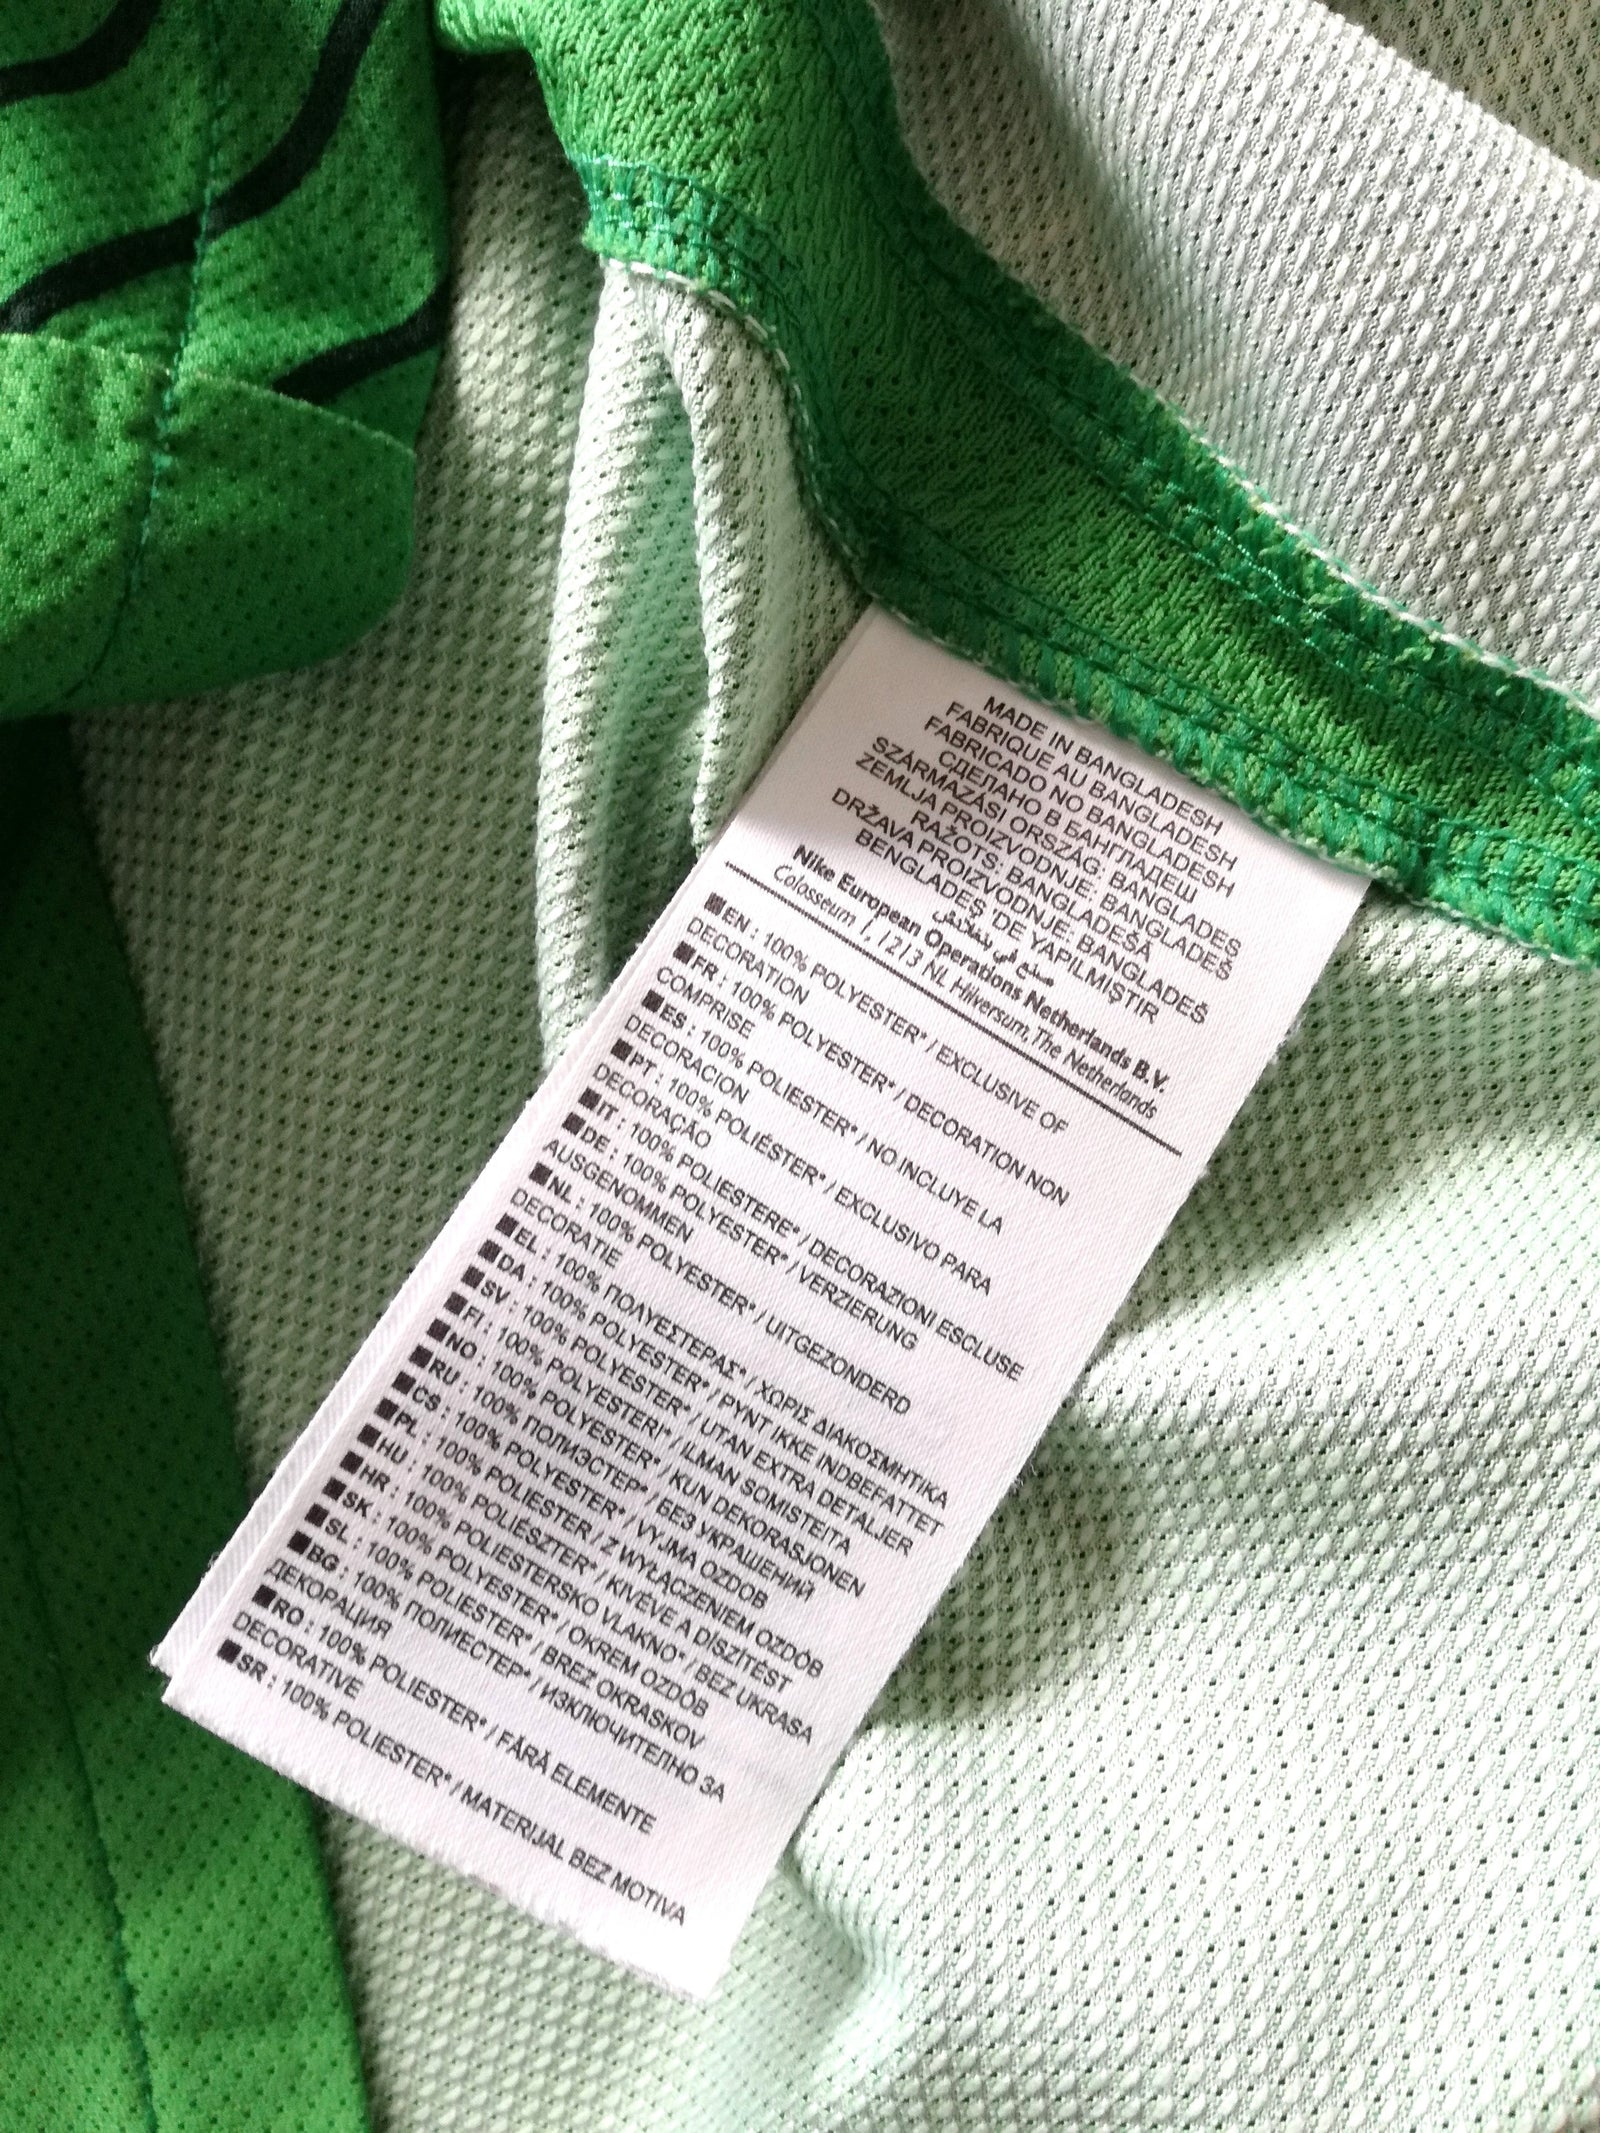 MADE IN BANGLADESH
FABRIQUE AU BANGLADESH
FABRICADO NO BANGLADESH
СДЕЛАНО В БАНГЛАДЕШ
SZÁRMAZÁSI ORSZÁG: BANGLADES
ZEMLJA PROIZVODNJE: BANGLADEŠ
RAŽOTS: BANGLADEŠĀ
DRŽAVA PROIZVODNJE: BANGLADEŠ
BENGLADEŞ 'DE YAPILMIŞTIR
صنع في بنغلادش
Nike European Operations Netherlands B.V.
Colosseum 1, 1213 NL Hilversum, The Netherlands
EN : 100% POLYESTER* / EXCLUSIVE OF
DECORATION
FR : 100% POLYESTER* / DECORATION NON
COMPRISE
ES : 100% POLIESTER* / NO INCLUYE LA
DECORACION
PT : 100% POLIÉSTER* / EXCLUSIVO PARA
DECORAÇÃO
IT : 100% POLIESTERE* / DECORAZIONI ESCLUSE
DE : 100% POLYESTER* / VERZIERUNG
AUSGENOMMEN
NL : 100% POLYESTER* / UITGEZONDERD
DECORATIE
EL : 100% ΠΟΛΥΕΣΤΕΡΑΣ* / ΧΩΡΙΣ ΔΙΑΚΟΣΜΗΤΙΚΑ
DA : 100% POLYESTER* / PYNT IKKE INDBEFATTET
SV : 100% POLYESTER* / UTAN EXTRA DETALJER
FI : 100% POLYESTERI* / ILMAN SOMISTEITA
NO : 100% POLYESTER* / KUN DEKORASJONEN
RU : 100% ПОЛИЭСТЕР* / БЕЗ УКРАШЕНИЙ
CS : 100% POLYESTER* / VYJMA OZDOB
PL : 100% POLIESTER / Z WYŁĄCZENIEM OZDÓB
HU : 100% POLIÉSZTER* / KIVÉVE A DÍSZÍTÉST
HR : 100% POLIESTERSKO VLAKNO* / BEZ UKRASA
SK : 100% POLYESTER* / OKREM OZDÔB
SL : 100% POLIESTER* / BREZ OKRASKOV
BG : 100% ПОЛИЕСТЕР* / ИЗКЛЮЧИТЕЛНО ЗА
ДЕКОРАЦИЯ
RO : 100% POLIESTER* / FĂRĂ ELEMENTE
DECORATIVE
SR : 100% POLIESTER* / MATERIJAL BEZ MOTIVA